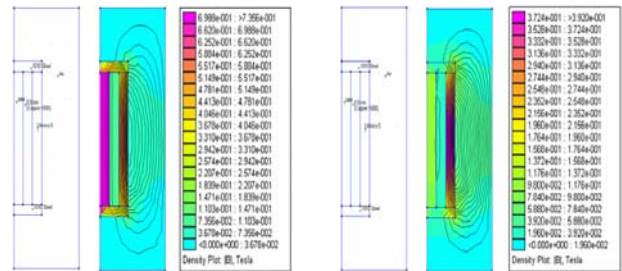 6.988e-001 : >7.356e-001
6.620e-001 : 6.988e-001
6.252e-001 : 6.620e-001
5.884e-001 : 6.252e-001
5.517e-001 : 5.884e-001
5.149e-001 : 5.517e-001
4.781e-001 : 5.149e-001
4.413e-001 : 4.781e-001
4.046e-001 : 4.413e-001
3.678e-001 : 4.046e-001
3.310e-001 : 3.678e-001
2.942e-001 : 3.310e-001
2.574e-001 : 2.942e-001
2.207e-001 : 2.574e-001
1.839e-001 : 2.207e-001
1.471e-001 : 1.839e-001
1.103e-001 : 1.471e-001
7.356e-002 : 1.103e-001
3.678e-002 : 7.356e-002
<0.000e+000 : 3.678e-002
Density Plot: |B|, Tesla
3.724e-001 : >3.920e-001
3.528e-001 : 3.724e-001
3.332e-001 : 3.528e-001
3.136e-001 : 3.332e-001
2.940e-001 : 3.136e-001
2.744e-001 : 2.940e-001
2.548e-001 : 2.744e-001
2.352e-001 : 2.548e-001
2.156e-001 : 2.352e-001
1.960e-001 : 2.156e-001
1.764e-001 : 1.960e-001
1.568e-001 : 1.764e-001
1.372e-001 : 1.568e-001
1.176e-001 : 1.372e-001
9.800e-002 : 1.176e-001
7.840e-002 : 9.800e-002
5.880e-002 : 7.840e-002
3.920e-002 : 5.880e-002
1.960e-002 : 3.920e-002
<0.000e+000 : 1.960e-002
Density Plot: |B|, Tesla